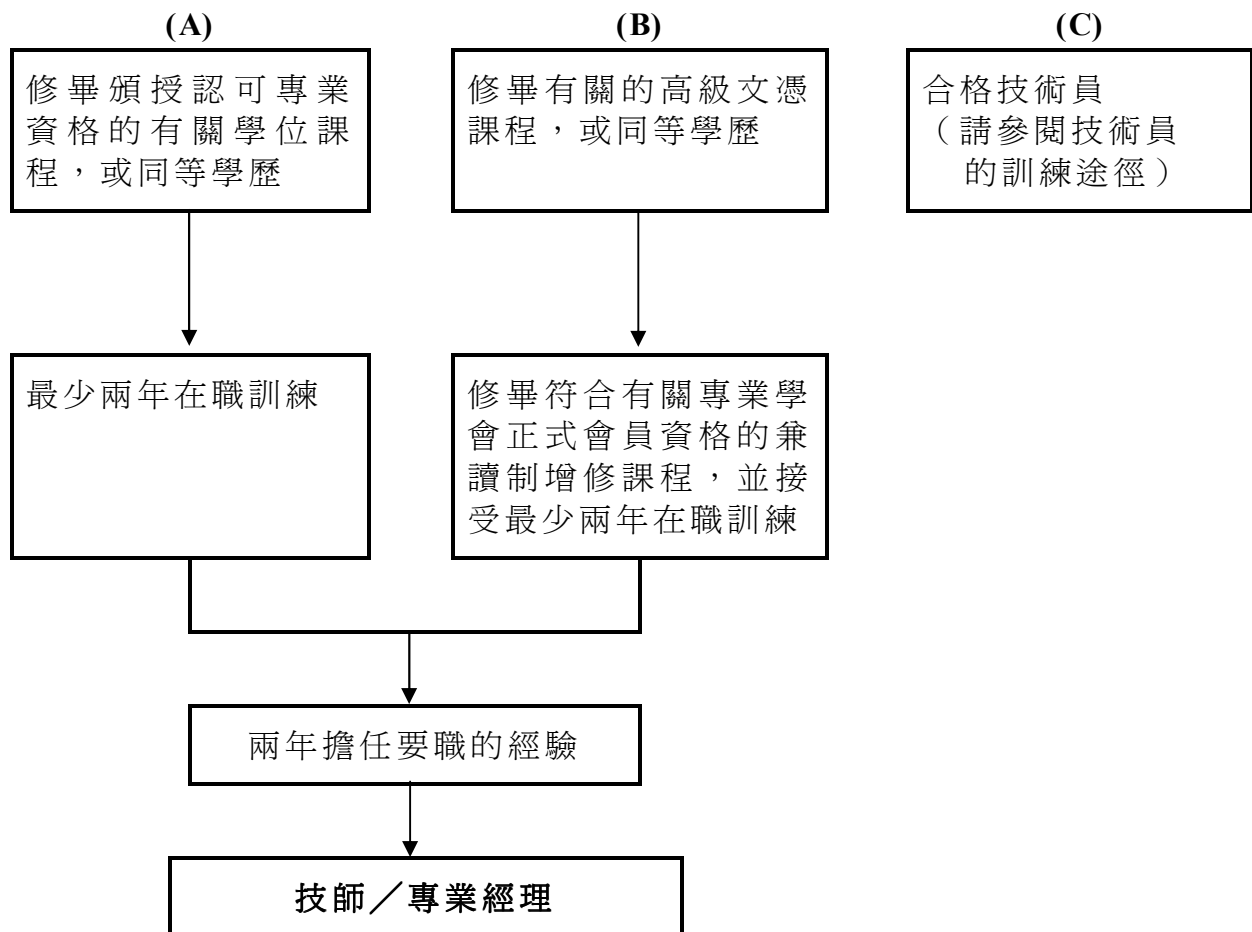 (A)
修畢頒授認可專業
資格的有關學位課
程，或同等學歷
(B)
修畢有關的高級文憑
課程，或同等學歷
(C)
合格技術員
（請參閱技術員
的訓練途徑）
最少兩年在職訓練
修畢符合有關專業學
會正式會員資格的兼
讀制增修課程，並接
受最少兩年在職訓練
兩年擔任要職的經驗
技師／專業經理